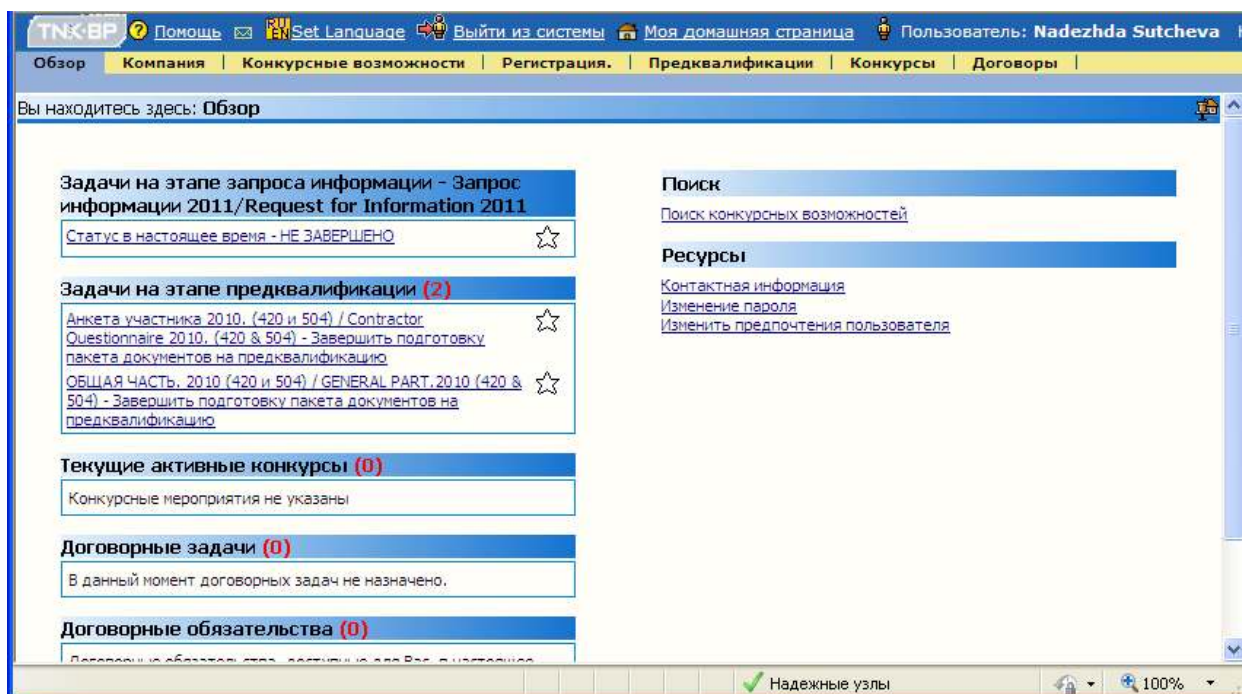 TNK-BP Помощь Set Language Выйти из системы Моя домашняя страница Пользователь: Nadezhda Sutcheva
Обзор | Компания | Конкурсные возможности | Регистрация. | Предквалификации | Конкурсы | Договоры |
Вы находитесь здесь: Обзор
Задачи на этапе запроса информации - Запрос
информации 2011/Request for Information 2011
Статус в настоящее время - НЕ ЗАВЕРШЕНО
Задачи на этапе предквалификации (2)
Анкета участника 2010. (420 и 504) / Contractor
Questionnaire 2010. (420 & 504) - Завершить подготовку
пакета документов на предквалификацию
ОБЩАЯ ЧАСТЬ. 2010 (420 и 504) / GENERAL PART.2010 (420 &
504) - Завершить подготовку пакета документов на
предквалификацию
Текущие активные конкурсы (0)
Конкурсные мероприятия не указаны
Договорные задачи (0)
В данный момент договорных задач не назначено.
Договорные обязательства (0)
Договорные обязательства, доступные для Вас, в настоящее
Поиск
Поиск конкурсных возможностей
Ресурсы
Контактная информация
Изменение пароля
Изменить предпочтения пользователя
Надежные узлы 100%